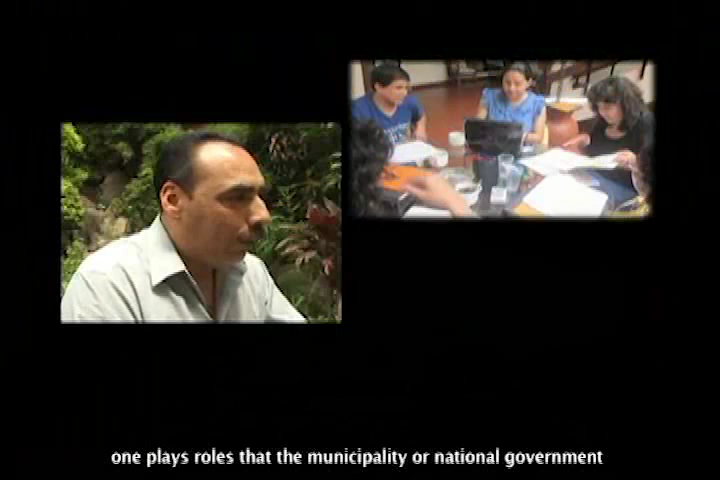 one plays roles that the municipality or national government